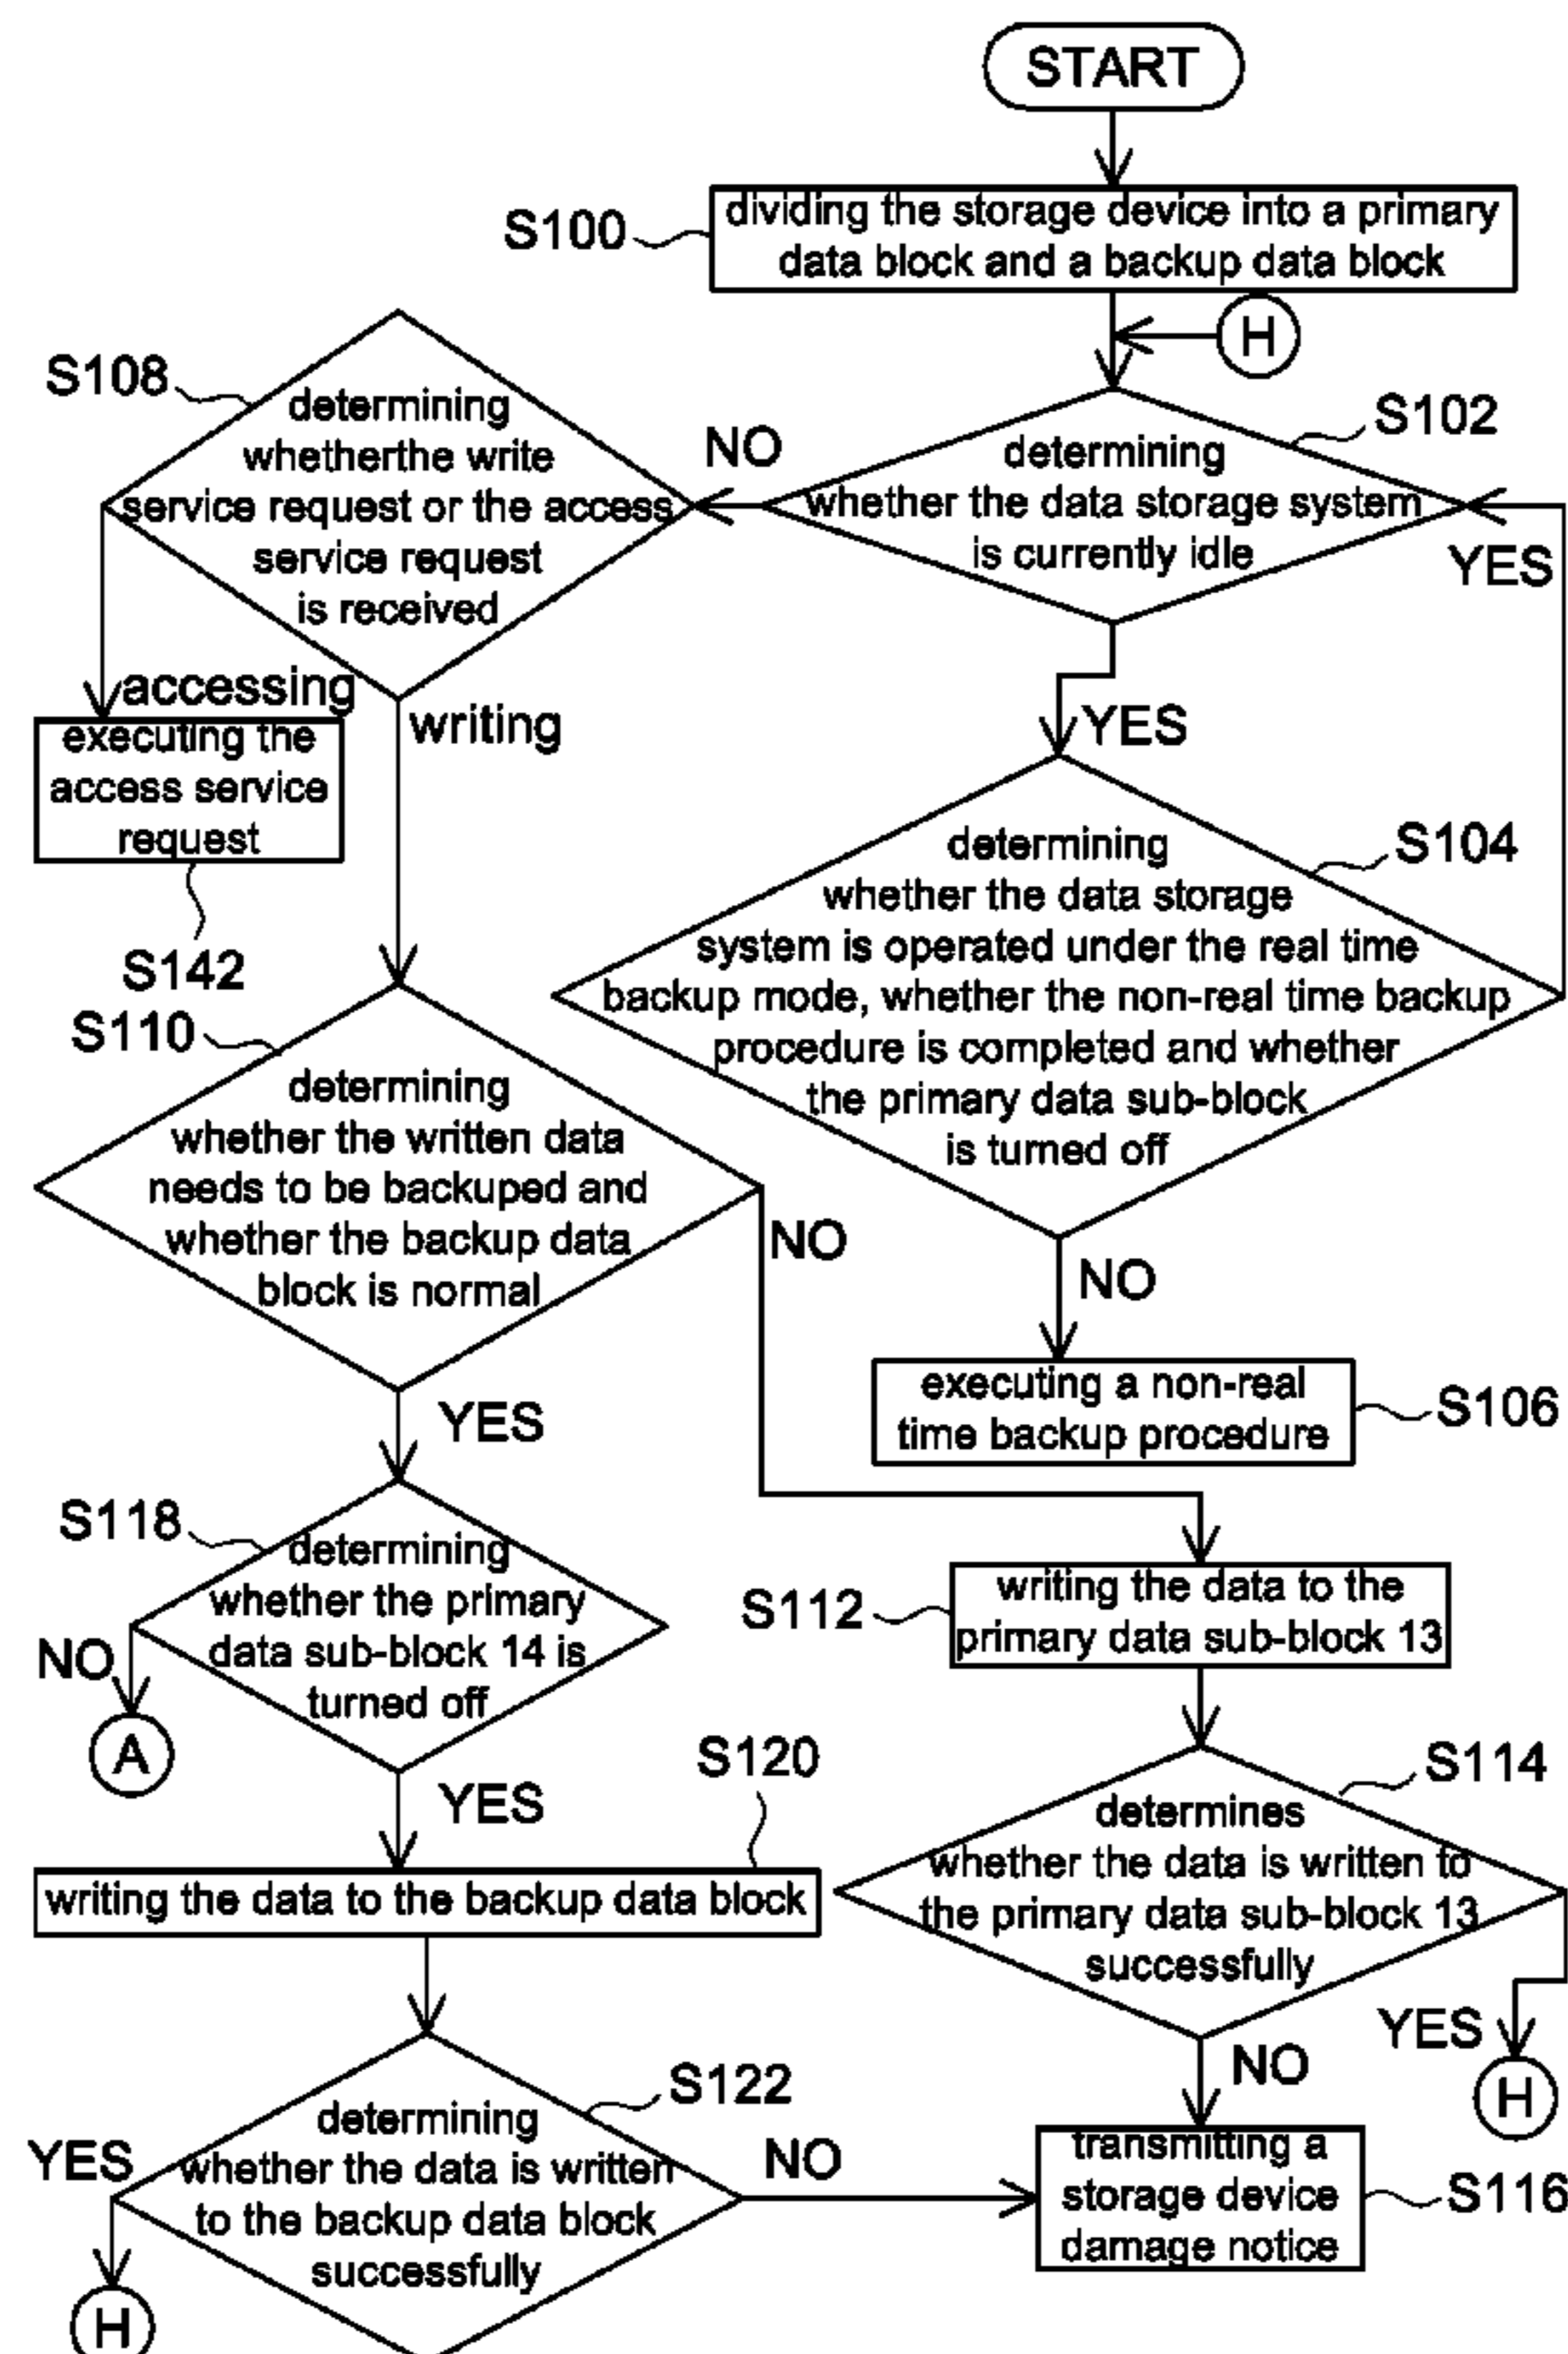 START
S100
dividing the storage device into a primary
data block and a backup data block
H
S108
determining
whetherthe write
service request or the access
service request
is received
NO
S102
determining
whether the data storage system
is currently idle
YES
accessing
writing
YES
executing the
access service
request
S142
S104
determining
whether the data storage
system is operated under the real time
backup mode, whether the non-real time backup
procedure is completed and whether
the primary data sub-block
is turned off
S110
determining
whether the written data
needs to be backuped and
whether the backup data
block is normal
NO
NO
executing a non-real
time backup procedure
S106
YES
S118
determining
whether the primary
data sub-block 14 is
turned off
NO
A
S112
writing the data to the
primary data sub-block 13
YES
S120
writing the data to the backup data block
S114
determines
whether the data is written to
the primary data sub-block 13
successfully
YES
H
NO
S122
determining
whether the data is written
to the backup data block
successfully
YES
H
NO
transmitting a
storage device
damage notice
S116